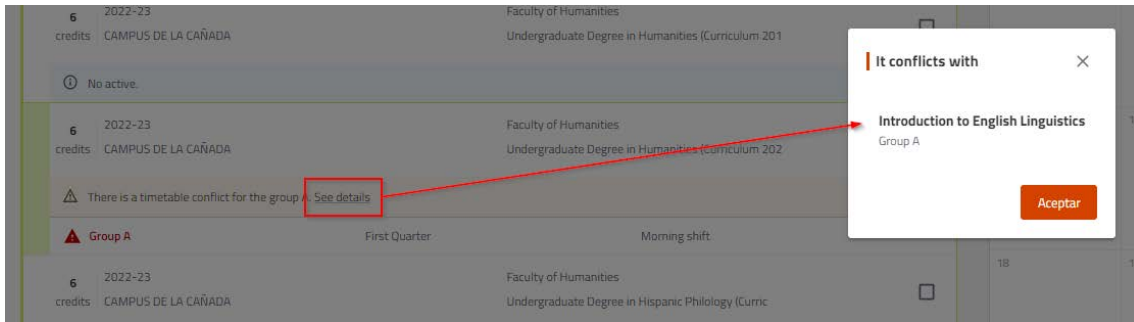 2022-23
Faculty of Humanities
6
credits
CAMPUS DE LA CAÑADA
Undergraduate Degree in Humanities (Curriculum 201
No active.
2022-23
Faculty of Humanities
6
credits
CAMPUS DE LA CAÑADA
Undergraduate Degree in Humanities (Curriculum 202
There is a timetable conflict for the group A. See details
Group A
First Quarter
Morning shift
2022-23
Faculty of Humanities
6
credits
CAMPUS DE LA CAÑADA
Undergraduate Degree in Hispanic Philology (Curric
It conflicts with
Introduction to English Linguistics
Group A
Aceptar
18